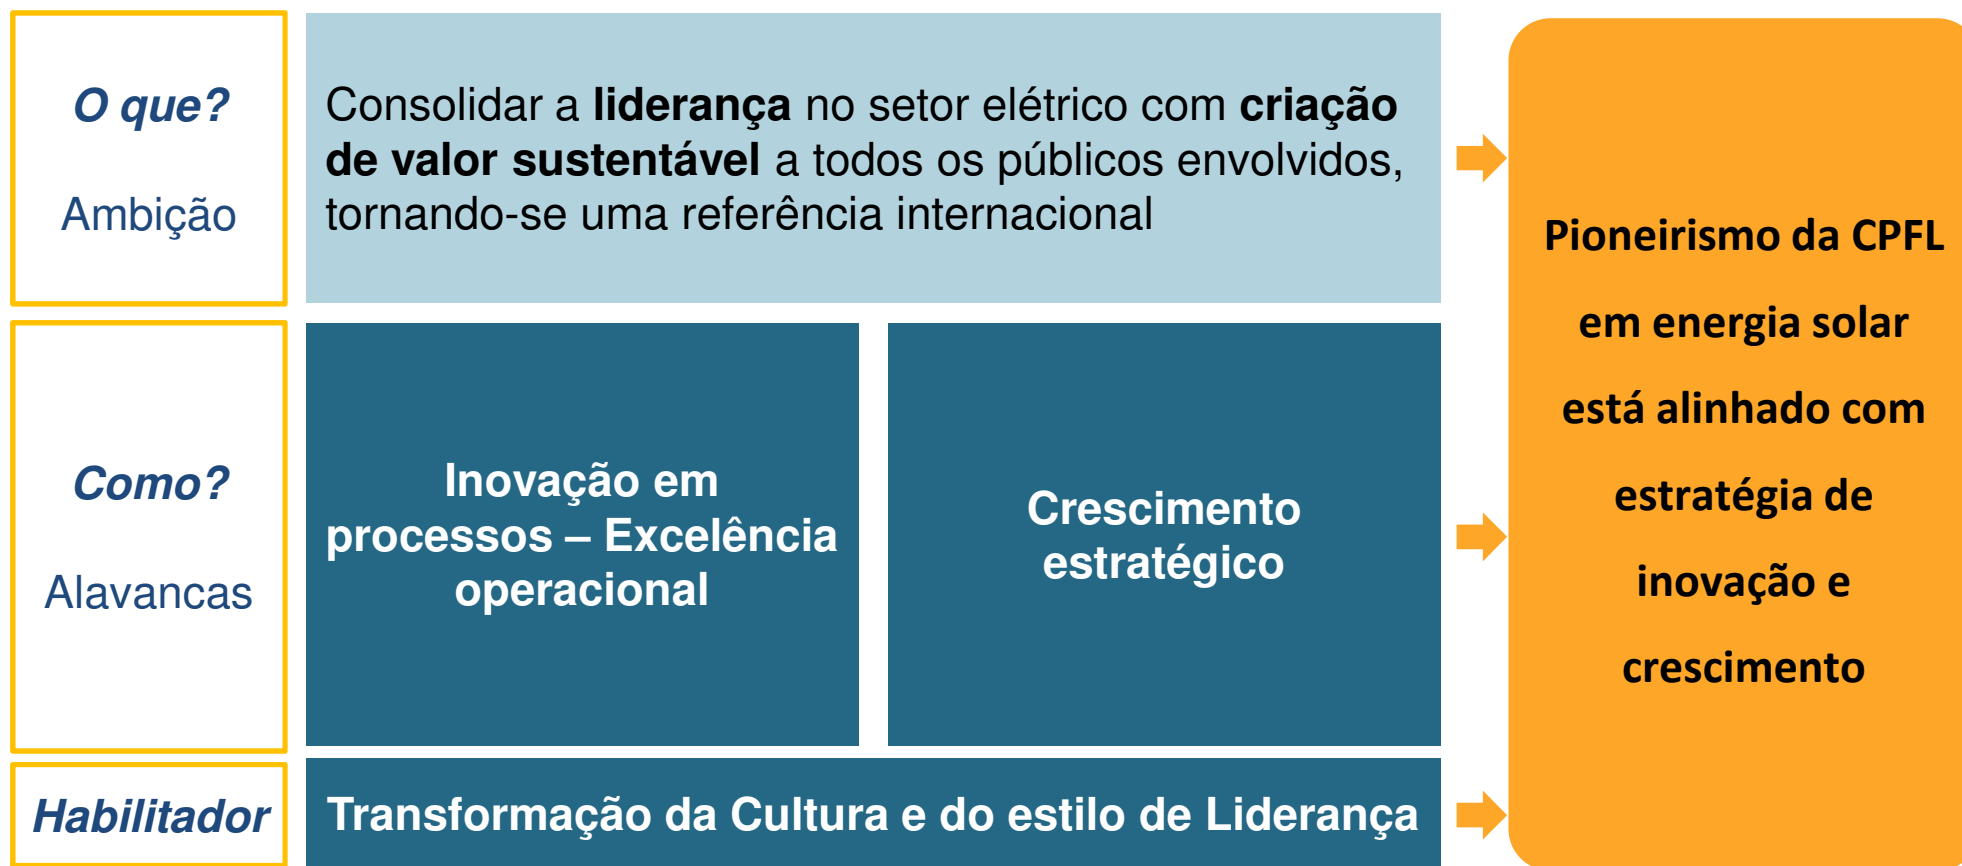 O que?
Ambição
Consolidar a liderança no setor elétrico com criação
de valor sustentável a todos os públicos envolvidos,
tornando-se uma referência internacional
Como?
Alavancas
Inovação em
processos – Excelência
operacional
Crescimento
estratégico
Habilitador
Transformação da Cultura e do estilo de Liderança
Pioneirismo da CPFL
em energia solar
está alinhado com
estratégia de
inovação e
crescimento